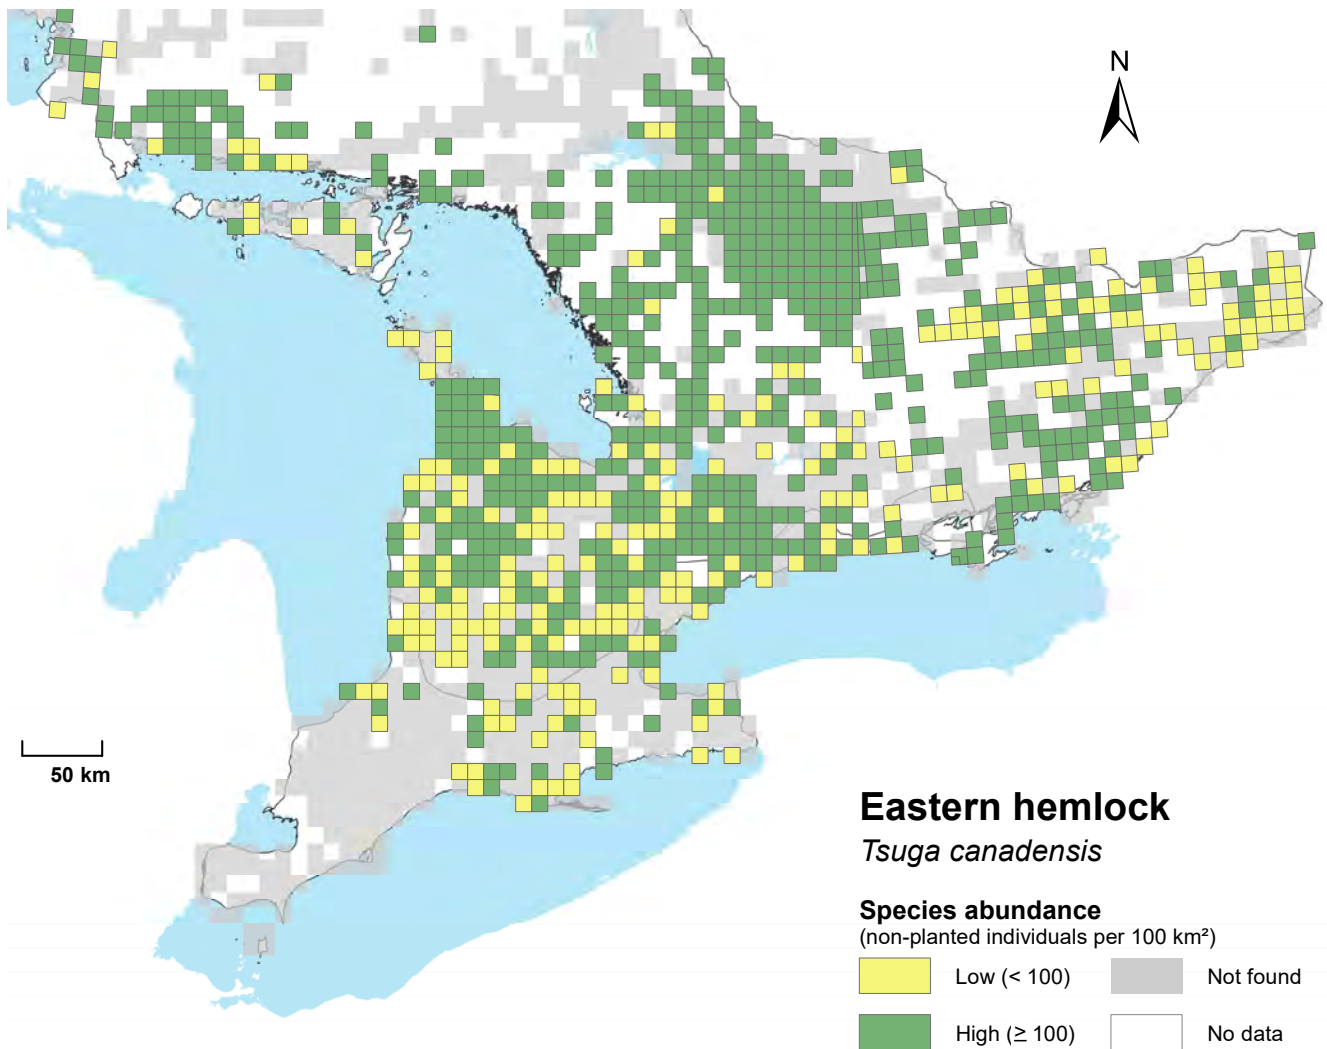 N
50 km
Eastern hemlock
Tsuga canadensis
Species abundance
(non-planted individuals per 100 km²)
Low (< 100)
Not found
High (≥ 100)
No data